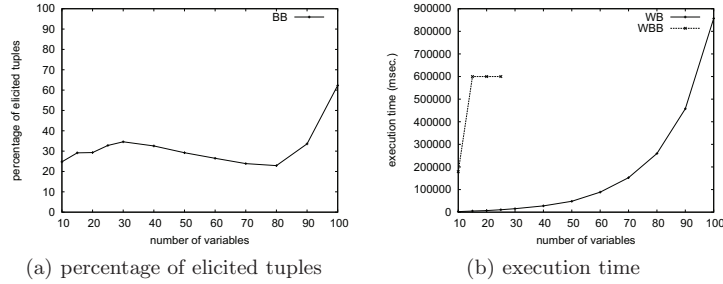 BB
percentage of elicited tuples
100
90
80
70
60
50
40
30
20
10
0
10 20 30 40 50 60 70 80 90 100
number of variables
(a) percentage of elicited tuples
WB
WBB
execution time (msec.)
900000
800000
700000
600000
500000
400000
300000
200000
100000
0
10 20 30 40 50 60 70 80 90 100
number of variables
(b) execution time